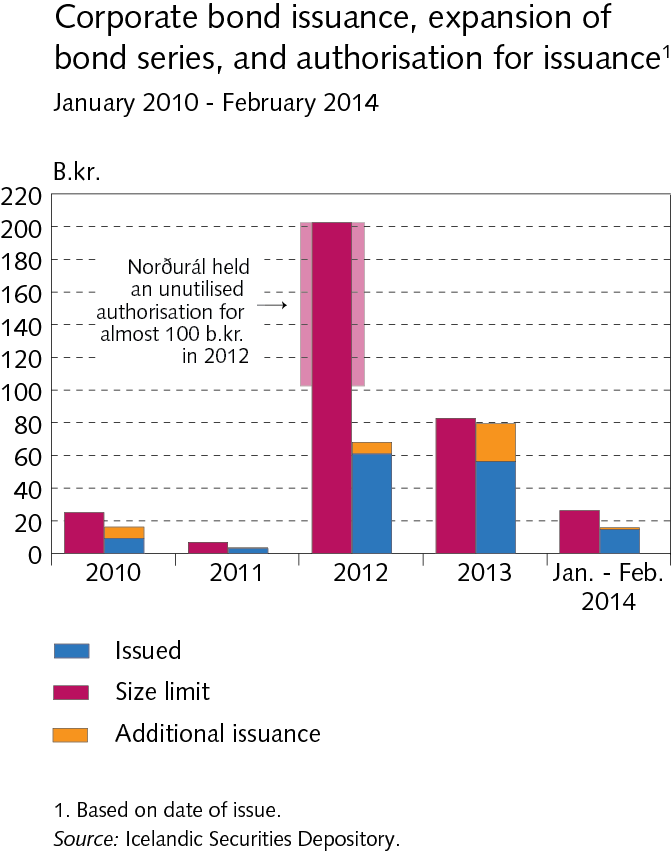 Corporate bond issuance, expansion of
bond series, and authorisation for issuance¹
January 2010 - February 2014
B.kr.
220
200
180
160
140
120
100
80
60
40
20
0
Norðurál held
an unutilised
authorisation for
almost 100 b.kr.
in 2012
2010
2011
2012
2013
Jan. - Feb.
2014
Issued
Size limit
Additional issuance
1. Based on date of issue.
Source: Icelandic Securities Depository.